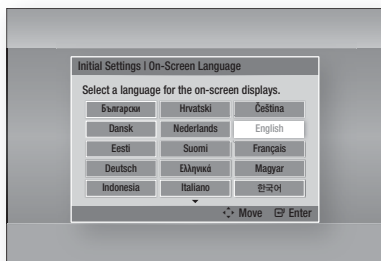 Initial Settings | On-Screen Language
Select a language for the on-screen displays.
Български Hrvatski Čeština
Dansk Nederlands English
Eesti Suomi Français
Deutsch Ελληνικά Magyar
Indonesia Italiano 한국어
Move Enter